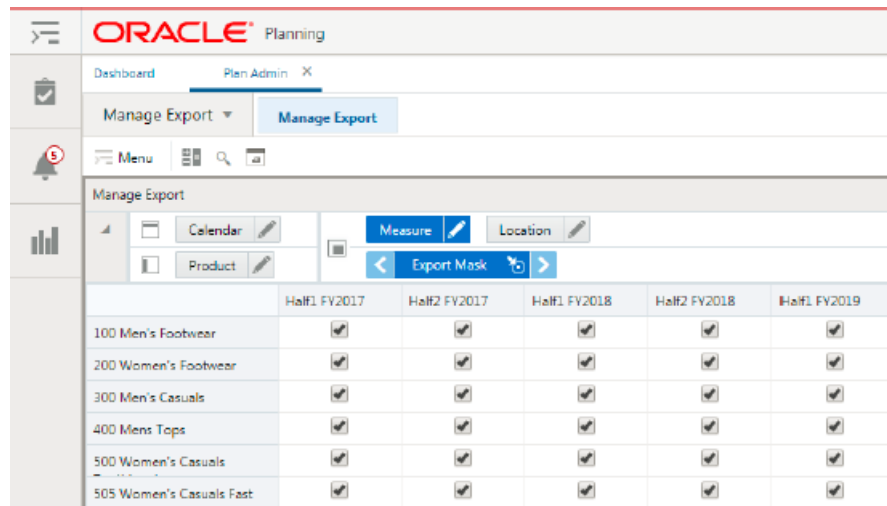 ORACLE Planning
Dashboard Plan Admin ×
Manage Export Manage Export
5
Menu
Manage Export
Calendar Measure Location
Product Export Mask
Half1 FY2017 Half2 FY2017 Half1 FY2018 Half2 FY2018 Half1 FY2019
100 Men's Footwear
200 Women's Footwear
300 Men's Casuals
400 Mens Tops
500 Women's Casuals
505 Women's Casuals Fast